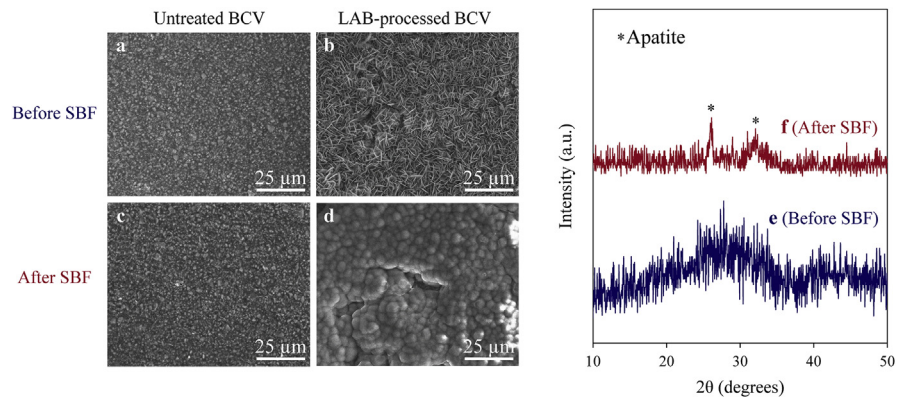 Untreated BCV
LAB-processed BCV
Before SBF
a
25 µm
b
25 µm
After SBF
c
25 µm
d
25 µm
*Apatite
*
*
f (After SBF)
e (Before SBF)
Intensity (a.u.)
10
20
30
40
50
2θ (degrees)